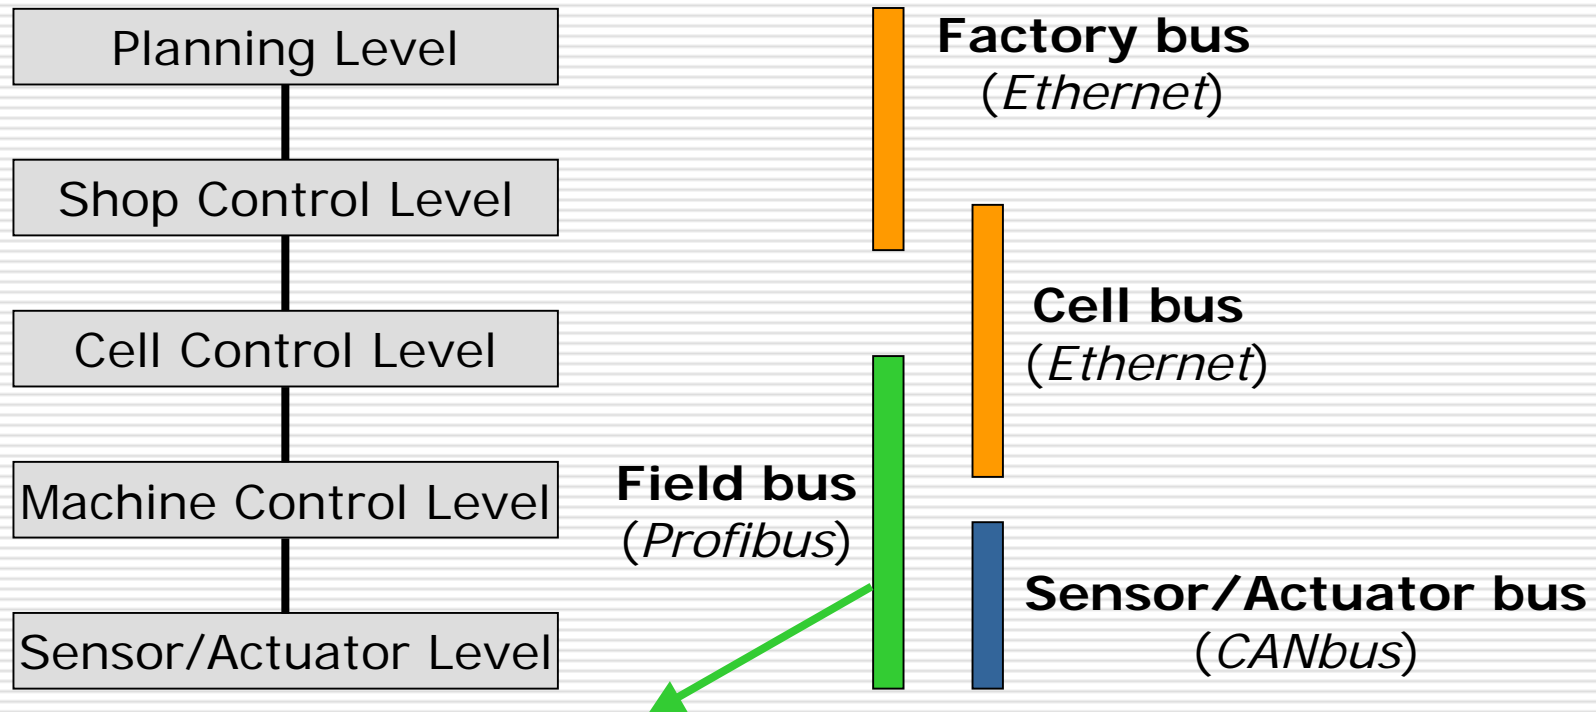 Planning Level
Shop Control Level
Cell Control Level
Machine Control Level
Sensor/Actuator Level
Factory bus
(Ethernet)
Cell bus
(Ethernet)
Field bus
(Profibus)
Sensor/Actuator bus
(CANbus)